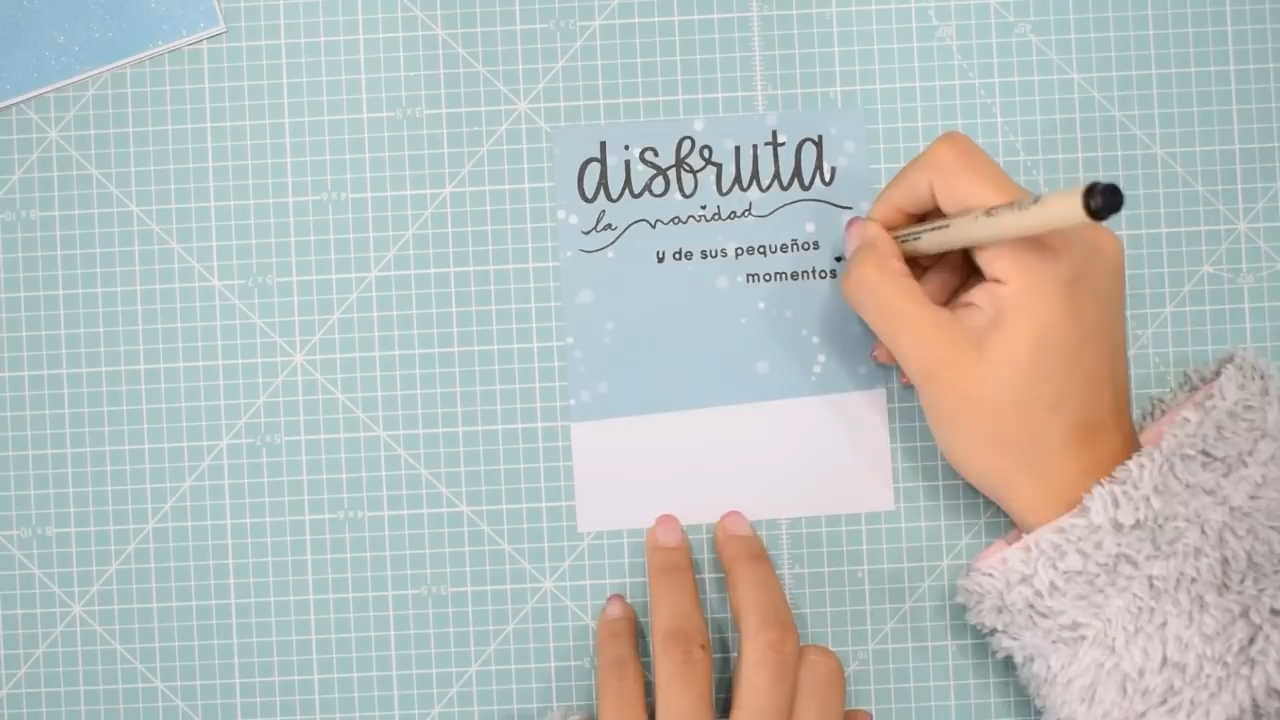 disfruta
la navidad
y de sus pequeños
momentos